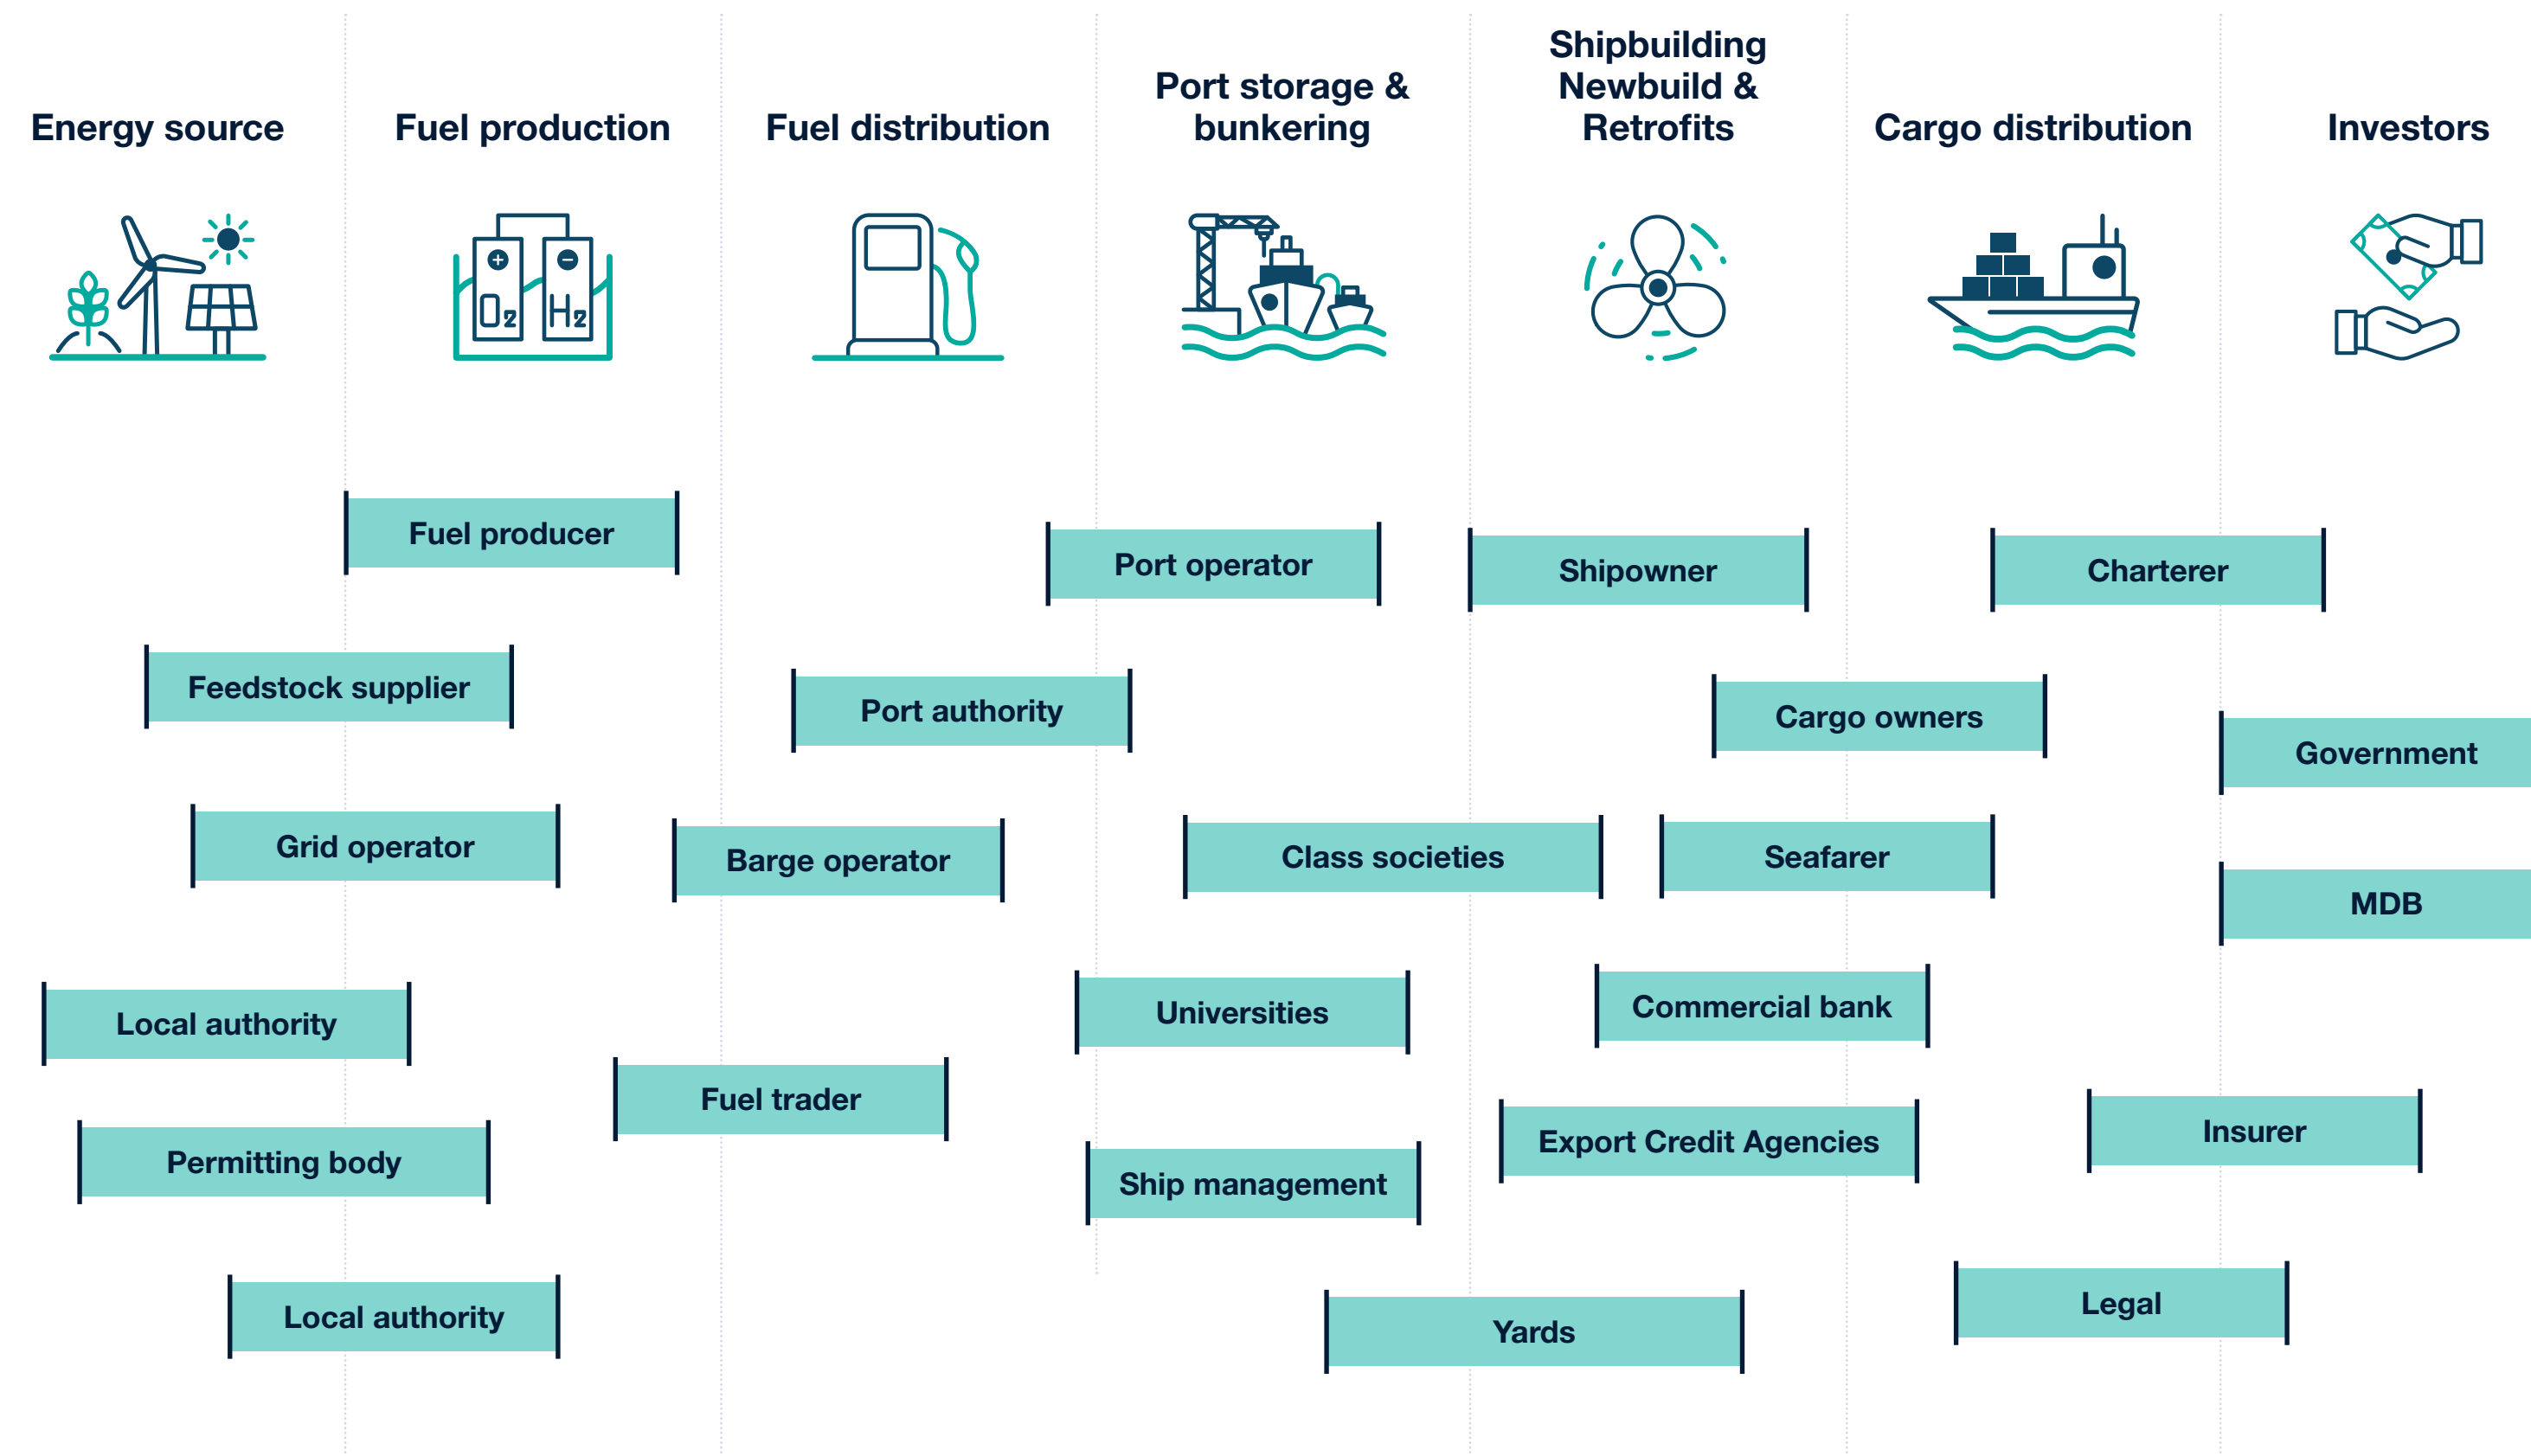 Energy source
Fuel production
Fuel distribution
Port storage &
bunkering
Shipbuilding
Newbuild &
Retrofits
Cargo distribution
Investors
O2
H2
Fuel producer
Port operator
Shipowner
Charterer
Feedstock supplier
Port authority
Cargo owners
Government
Grid operator
Barge operator
Class societies
Seafarer
MDB
Local authority
Universities
Commercial bank
Fuel trader
Permitting body
Ship management
Export Credit Agencies
Insurer
Local authority
Yards
Legal